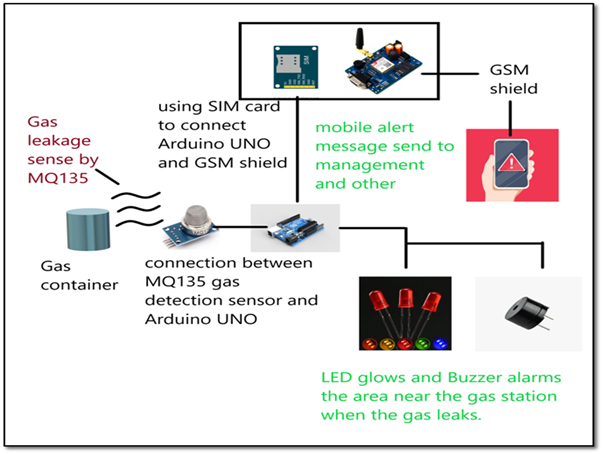 GSM
shield
using SIM card
to connect
Arduino UNO
and GSM shield
Gas
leakage
sense by
MQ135
mobile alert
message send to
management
and other
Gas
container
connection between
MQ135 gas
detection sensor and
Arduino UNO
LED glows and Buzzer alarms
the area near the gas station
when the gas leaks.
SIM